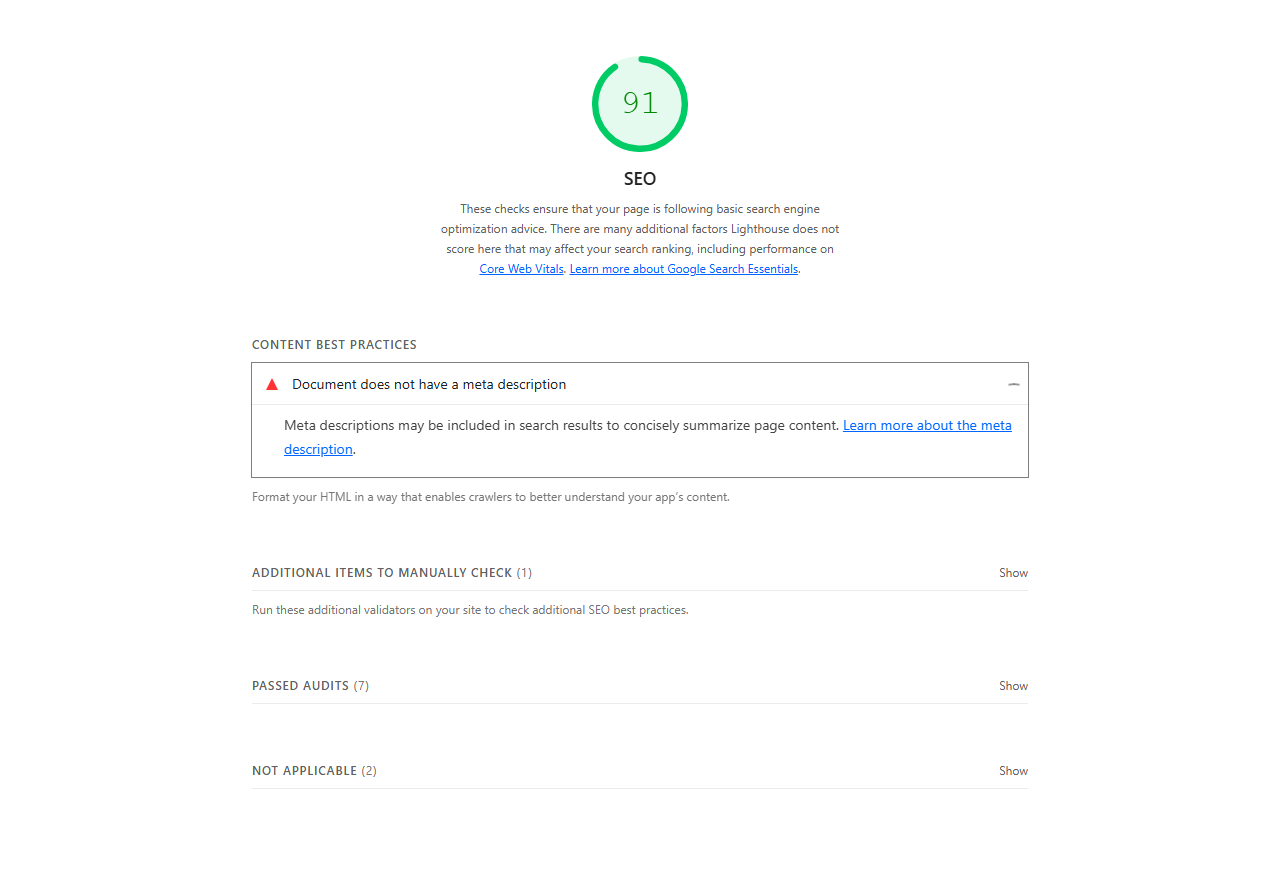 91
SEO
These checks ensure that your page is following basic search engine
optimization advice. There are many additional factors Lighthouse does not
score here that may affect your search ranking, including performance on
Core Web Vitals. Learn more about Google Search Essentials.
CONTENT BEST PRACTICES
Document does not have a meta description
Meta descriptions may be included in search results to concisely summarize page content. Learn more about the meta
description.
Format your HTML in a way that enables crawlers to better understand your app's content.
ADDITIONAL ITEMS TO MANUALLY CHECK (1) Show
Run these additional validators on your site to check additional SEO best practices.
PASSED AUDITS (7) Show
NOT APPLICABLE (2) Show